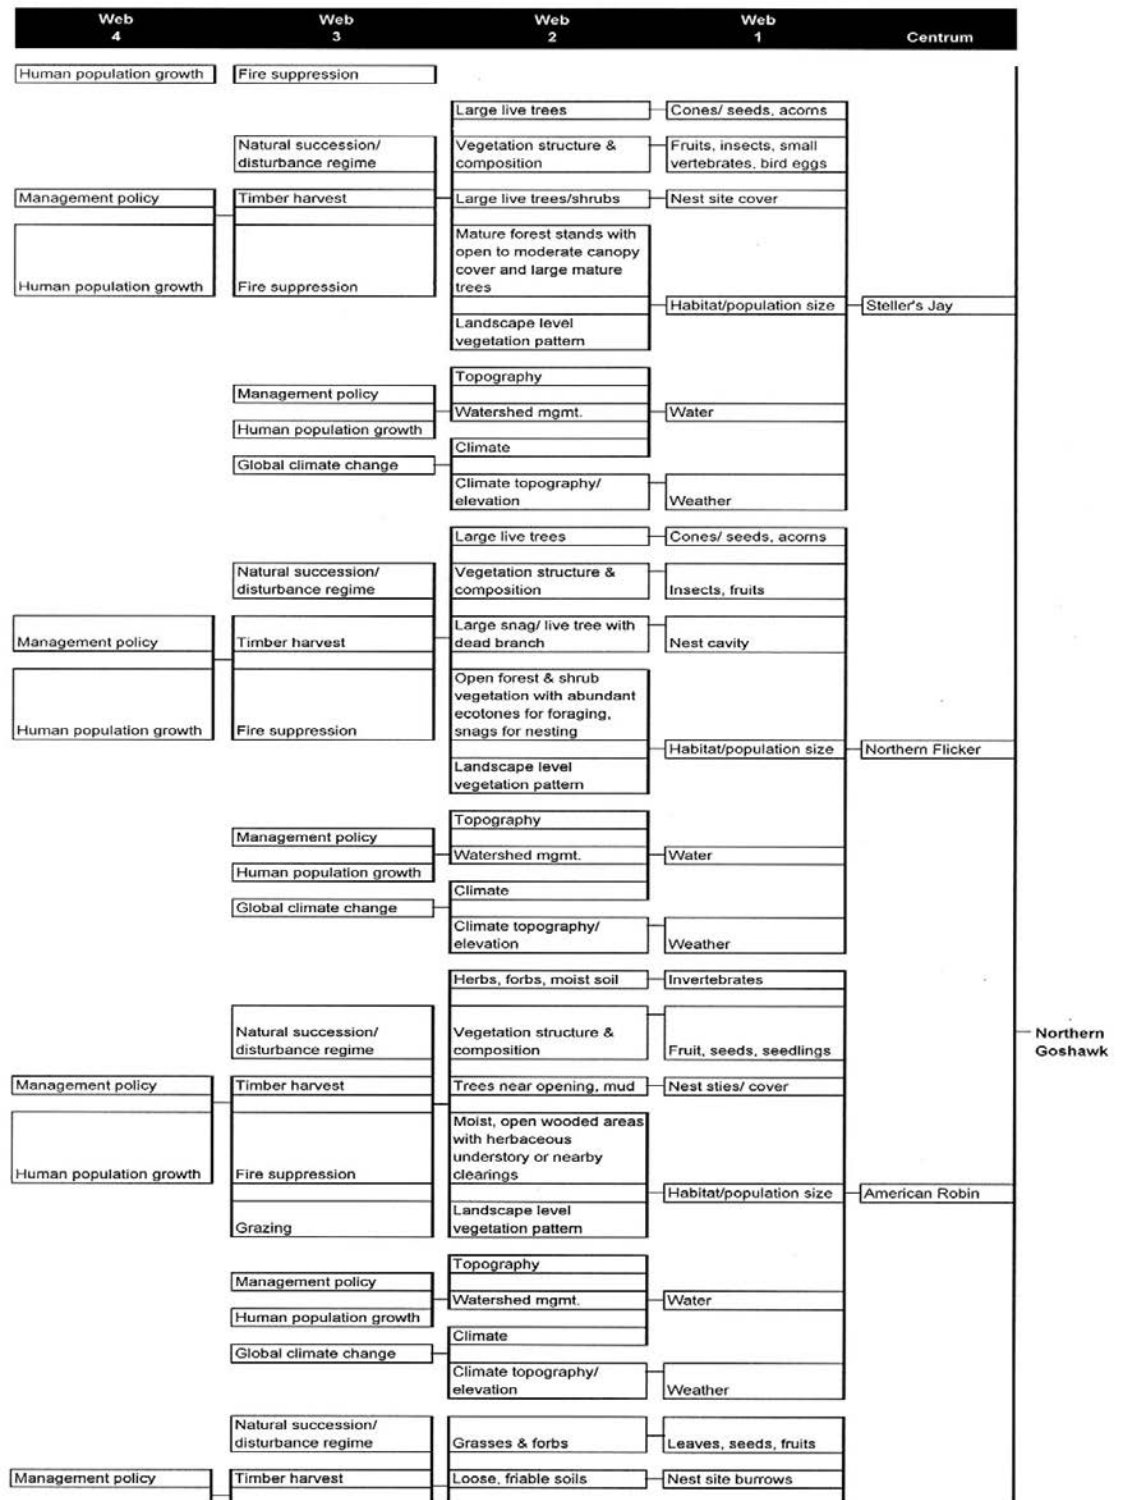 Web Web Web Web
4 3 2 1 Centrum
Human population growth Fire suppression
Large live trees Cones/ seeds, acorns
Natural succession/ Vegetation structure & Fruits, insects, small
disturbance regime composition vertebrates, bird eggs
Management policy Timber harvest Large live trees/shrubs Nest site cover
Mature forest stands with
open to moderate canopy
cover and large mature
Human population growth Fire suppression trees
Habitat/population size Steller's Jay
Landscape level
vegetation pattern
Topography
Management policy
Watershed mgmt. Water
Human population growth
Climate
Global climate change
Climate topography/
elevation Weather
Large live trees Cones/ seeds, acorns
Natural succession/ Vegetation structure &
disturbance regime composition Insects, fruits
Large snag/ live tree with
Management policy Timber harvest dead branch Nest cavity
Open forest & shrub
vegetation with abundant
ecotones for foraging,
Human population growth Fire suppression snags for nesting
Habitat/population size Northern Flicker
Landscape level
vegetation pattern
Topography
Management policy
Watershed mgmt. Water
Human population growth
Climate
Global climate change
Climate topography/
elevation Weather
Herbs, forbs, moist soil Invertebrates
Natural succession/ Vegetation structure & Northern
disturbance regime composition Fruit, seeds, seedlings Goshawk
Management policy Timber harvest Trees near opening, mud Nest sties/ cover
Moist, open wooded areas
with herbaceous
understory or nearby
Human population growth Fire suppression clearings
Habitat/population size American Robin
Landscape level
Grazing vegetation pattern
Topography
Management policy
Watershed mgmt. Water
Human population growth
Climate
Global climate change
Climate topography/
elevation Weather
Natural succession/
disturbance regime Grasses & forbs Leaves, seeds, fruits
Management policy Timber harvest Loose, friable soils Nest site burrows